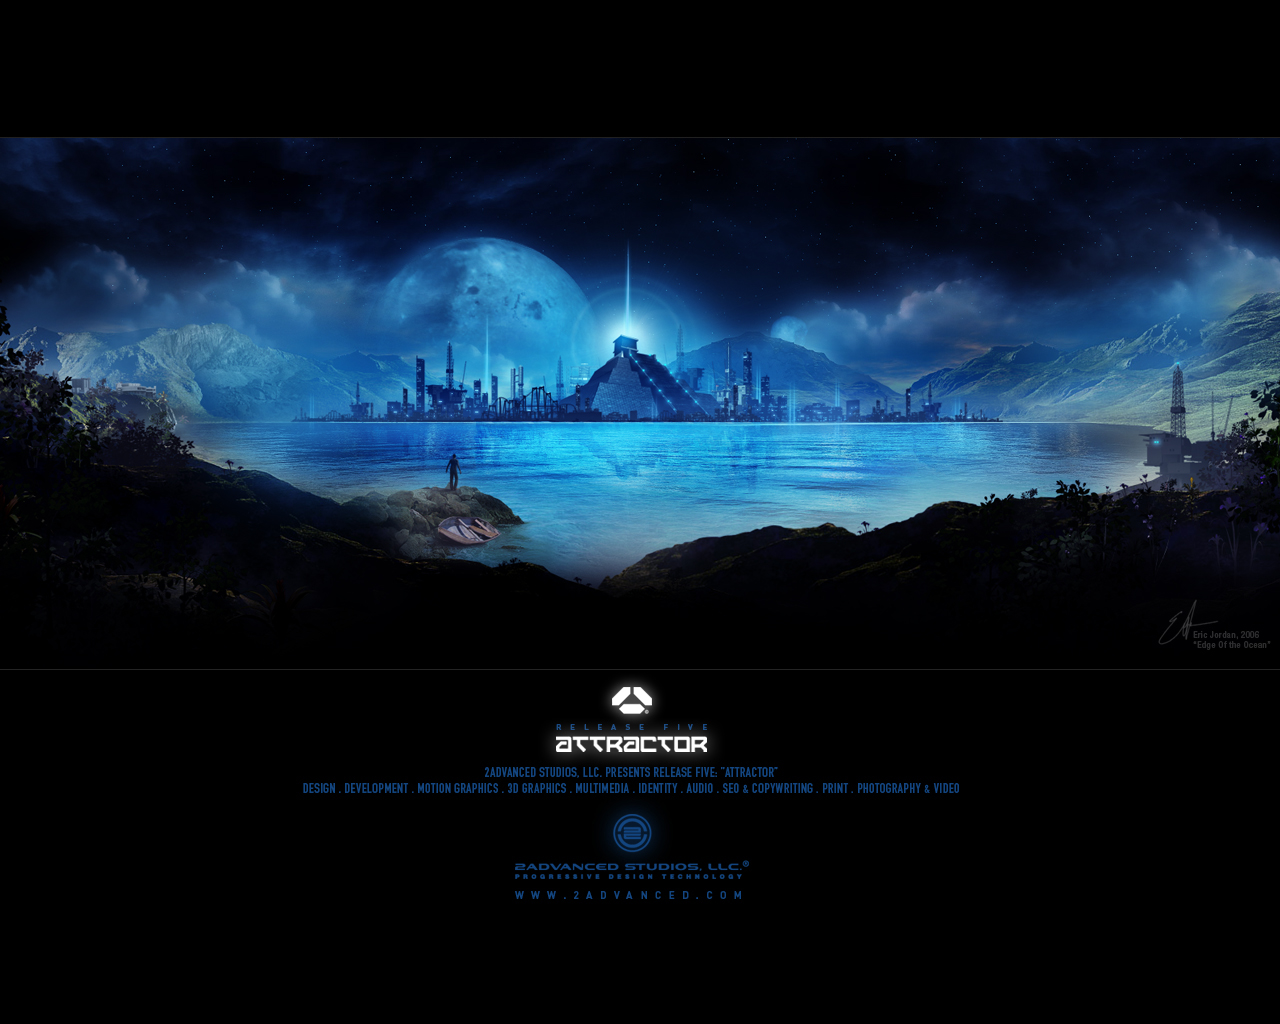 Eric Jordan, 2006
"Edge Of the Ocean"
RELEASE FIVE
ATTRACTOR
2ADVANCED STUDIOS, LLC. PRESENTS RELEASE FIVE: "ATTRACTOR"
DESIGN . DEVELOPMENT . MOTION GRAPHICS . 3D GRAPHICS . MULTIMEDIA . IDENTITY . AUDIO . SEO & COPYWRITING . PRINT . PHOTOGRAPHY & VIDEO
2ADVANCED STUDIOS, LLC.®
PROGRESSIVE DESIGN TECHNOLOGY
WWW.2ADVANCED.COM